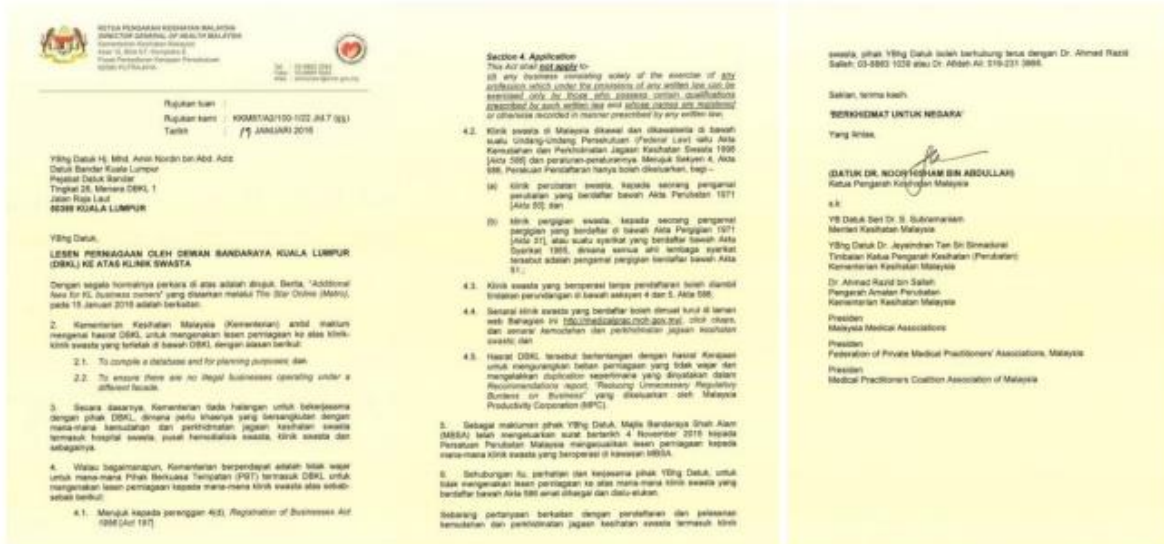 KETUA PENGARAH KESIHATAN MALAYSIA
DIRECTOR GENERAL OF HEALTH MALAYSIA
Kementerian Kesihatan Malaysia
Rujukan tuan :
Rujukan kami :
Tarikh : 19 JANUARI 2016
YBhg Datuk Hj. Mhd. Amin Nordin bin Abd. Aziz
Datuk Bandar Kuala Lumpur
Pejabat Datuk Bandar
Tingkat 28, Menara DBKL 1
Jalan Raja Laut
KUALA LUMPUR
YBhg Datuk,
LESEN PERNIAGAAN OLEH DEWAN BANDARAYA KUALA LUMPUR
(DBKL) KE ATAS KLINIK SWASTA
Dengan segala hormatnya perkara di atas adalah dirujuk. Berita, "Additional
fees for KL business owners" yang disiarkan melalui The Star Online (Metro),
pada 15 Januari 2016 adalah berkaitan.
2. Kementerian Kesihatan Malaysia (Kementerian) ambil maklum
mengenai hasrat DBKL untuk mengenakan lesen perniagaan ke atas klinik-
klinik swasta yang terletak di bawah DBKL dengan alasan berikut:
2.1. To compile a database and for planning purposes; dan
2.2. To ensure there are no illegal businesses operating under a
different facade.
3. Secara dasarnya, Kementerian tiada halangan untuk bekerjasama
dengan pihak DBKL, dimana perlu khasnya yang bersangkutan dengan
mana-mana kemudahan dan perkhidmatan jagaan kesihatan swasta
termasuk hospital swasta, pusat hemodialisis swasta, klinik swasta dan
sebagainya.
4. Walau bagaimanapun, Kementerian berpendapat adalah tidak wajar
untuk mana-mana Pihak Berkuasa Tempatan (PBT) termasuk DBKL untuk
mengenakan lesen perniagaan kepada mana-mana klinik swasta atas sebab-
sebab berikut:
4.1. Merujuk kepada perenggan 4(d), Registration of Businesses Act
1956 [Act 197]
Section 4. Application
This Act shall not apply to-
(d) any business consisting solely of the exercise of any
profession which under the provisions of any written law can be
exercised only by those who possess certain qualifications
prescribed by such written law and whose names are registered
or otherwise recorded in manner prescribed by any written law;
4.2. Klinik swasta di Malaysia dikawal dan dikawalselia di bawah
suatu Undang-Undang Persekutuan (Federal Law) iaitu Akta
Kemudahan dan Perkhidmatan Jagaan Kesihatan Swasta 1998
[Akta 586] dan peraturan-peraturannya. Merujuk Seksyen 4, Akta
586, Perakuan Pendaftaran hanya boleh dikeluarkan, bagi –
(a) klinik perubatan swasta, kepada seorang pengamal
perubatan yang berdaftar bawah Akta Perubatan 1971
[Akta 50]; dan
(b) klinik pergigian swasta, kepada seorang pengamal
pergigian yang berdaftar di bawah Akta Pergigian 1971
[Akta 51], atau suatu syarikat yang berdaftar bawah Akta
Syarikat 1965, dimana semua ahli lembaga syarikat
tersebut adalah pengamal pergigian berdaftar bawah Akta
51.;
4.3. Klinik swasta yang beroperasi tanpa pendaftaran boleh diambil
tindakan perundangan di bawah seksyen 4 dan 5, Akta 586.
4.4. Senarai klinik swasta yang berdaftar boleh dimuat turut di laman
web Bahagian ini http://medicalprac.moh.gov.my/,
dan senarai kemudahan dan perkhidmatan jagaan kesihatan
swasta; dan
4.5. Hasrat DBKL tersebut bertentangan dengan hasrat Kerajaan
untuk mengurangkan beban perniagaan yang tidak wajar dan
mengelakkan duplication sepertimana yang dinyatakan dalam
Recommendations report, "Reducing Unnecessary Regulatory
Burdens on Business" yang dikeluarkan oleh Malaysia
Productivity Corporation (MPC).
5. Sebagai makluman pihak YBhg Datuk, Majlis Bandaraya Shah Alam
(MBSA) telah mengeluarkan surat bertarikh 4 November 2015 kepada
Persatuan Perubatan Malaysia mengecualikan lesen perniagaan kepada
mana-mana klinik swasta yang beroperasi di kawasan MBSA.
6. Sehubungan itu, perhatian dan kerjasama pihak YBhg Datuk, untuk
tidak mengenakan lesen perniagaan ke atas mana-mana klinik swasta yang
berdaftar bawah Akta 586 amat dihargai dan dialu-alukan.
Sebarang pertanyaan berkaitan dengan pendaftaran dan pelesenan
kemudahan dan perkhidmatan jagaan kesihatan swasta termasuk klinik
swasta, pihak YBhg Datuk boleh berhubung terus dengan Dr. Ahmad Razid
Salleh: 03-8883 atau Dr. Afidah Ali:
Sekian, terima kasih.
'BERKHIDMAT UNTUK NEGARA'
Yang ikhlas,
(DATUK DR. NOOR HISHAM BIN ABDULLAH)
Ketua Pengarah Kesihatan Malaysia
s.k:
YB Datuk Seri Dr. S. Subramaniam
Menteri Kesihatan Malaysia
YBhg Datuk Dr. Jeyaindran Tan Sri Sinnadurai
Timbalan Ketua Pengarah Kesihatan (Perubatan)
Kementerian Kesihatan Malaysia
Dr. Ahmad Razid bin Salleh
Pengarah Amalan Perubatan
Kementerian Kesihatan Malaysia
Presiden
Malaysia Medical Associations
Presiden
Federation of Private Medical Practitioners' Associations, Malaysia
Presiden
Medical Practitioners Coalition Association of Malaysia